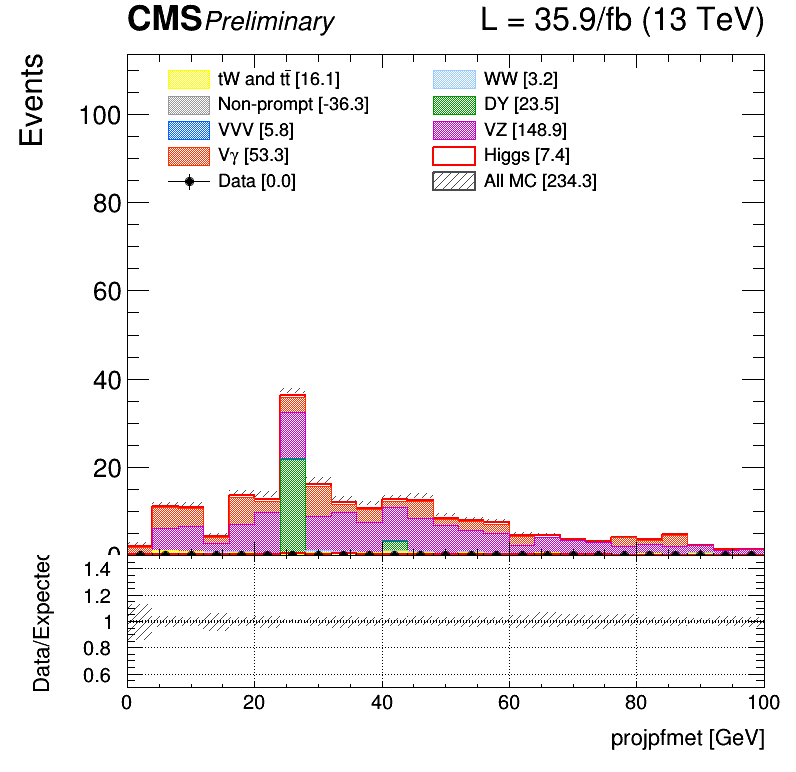 CMS Preliminary L = 35.9/fb (13 TeV)
Events
tW and tt̄ [16.1]
Non-prompt [-36.3]
VVV [5.8]
Vγ [53.3]
Data [0.0]
WW [3.2]
DY [23.5]
VZ [148.9]
Higgs [7.4]
All MC [234.3]
100
80
60
40
20
0
Data/Expected
1.4
1.2
1
0.8
0.6
0 20 40 60 80 100
projpfmet [GeV]